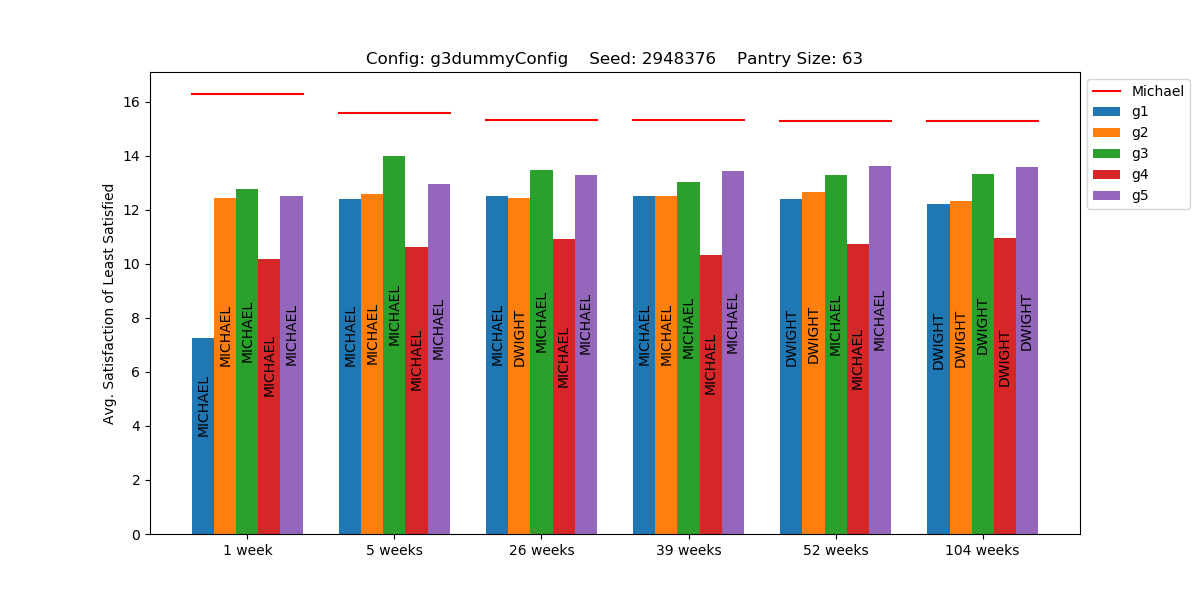 Config: g3dummyConfig    Seed: 2948376    Pantry Size: 63
Avg. Satisfaction of Least Satisfied
16
14
12
10
8
6
4
2
0
MICHAEL
MICHAEL
MICHAEL
MICHAEL
MICHAEL
MICHAEL
MICHAEL
MICHAEL
MICHAEL
MICHAEL
MICHAEL
DWIGHT
MICHAEL
MICHAEL
MICHAEL
MICHAEL
MICHAEL
MICHAEL
MICHAEL
MICHAEL
DWIGHT
DWIGHT
MICHAEL
MICHAEL
MICHAEL
DWIGHT
DWIGHT
DWIGHT
DWIGHT
DWIGHT
1 week
5 weeks
26 weeks
39 weeks
52 weeks
104 weeks
Michael
g1
g2
g3
g4
g5